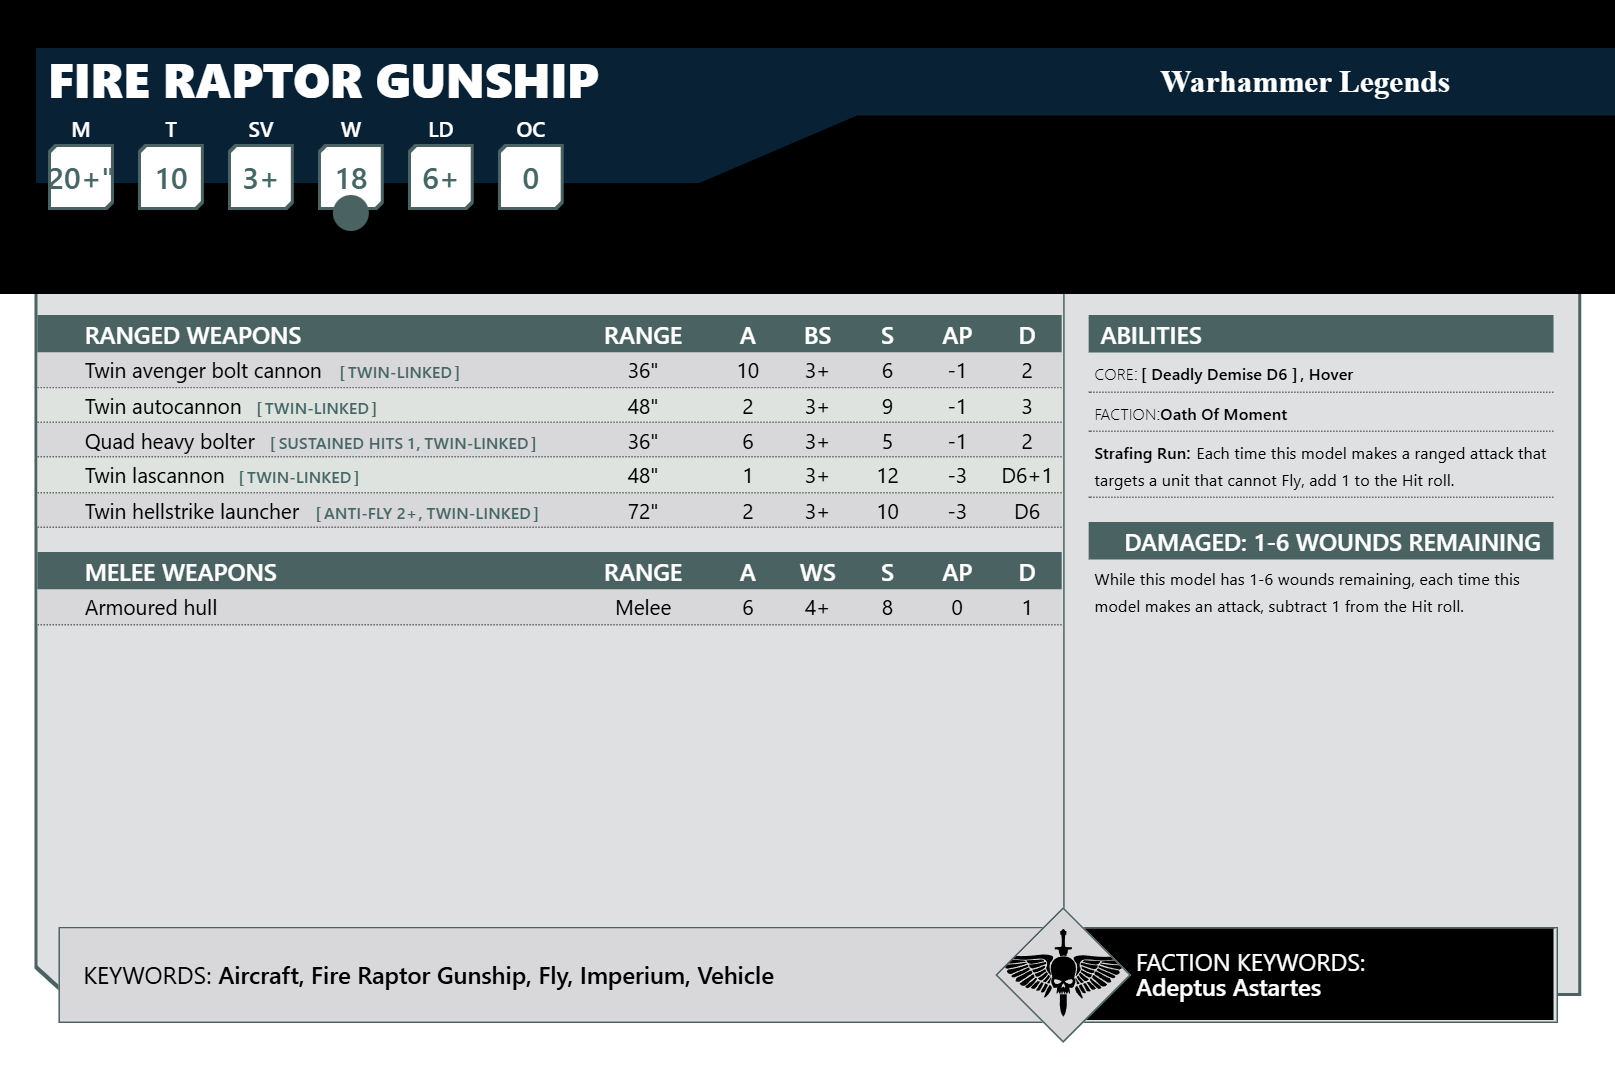 FIRE RAPTOR GUNSHIP
Warhammer Legends
M T SV W LD OC
20+" 10 3+ 18 6+ 0
RANGED WEAPONS RANGE A BS S AP D
Twin avenger bolt cannon [TWIN-LINKED] 36" 10 3+ 6 -1 2
Twin autocannon [TWIN-LINKED] 48" 2 3+ 9 -1 3
Quad heavy bolter [SUSTAINED HITS 1, TWIN-LINKED] 36" 6 3+ 5 -1 2
Twin lascannon [TWIN-LINKED] 48" 1 3+ 12 -3 D6+1
Twin hellstrike launcher [ANTI-FLY 2+, TWIN-LINKED] 72" 2 3+ 10 -3 D6
MELEE WEAPONS RANGE A WS S AP D
Armoured hull Melee 6 4+ 8 0 1
ABILITIES
CORE: [ Deadly Demise D6 ] , Hover
FACTION:Oath Of Moment
Strafing Run: Each time this model makes a ranged attack that
targets a unit that cannot Fly, add 1 to the Hit roll.
DAMAGED: 1-6 WOUNDS REMAINING
While this model has 1-6 wounds remaining, each time this
model makes an attack, subtract 1 from the Hit roll.
KEYWORDS: Aircraft, Fire Raptor Gunship, Fly, Imperium, Vehicle
FACTION KEYWORDS:
Adeptus Astartes